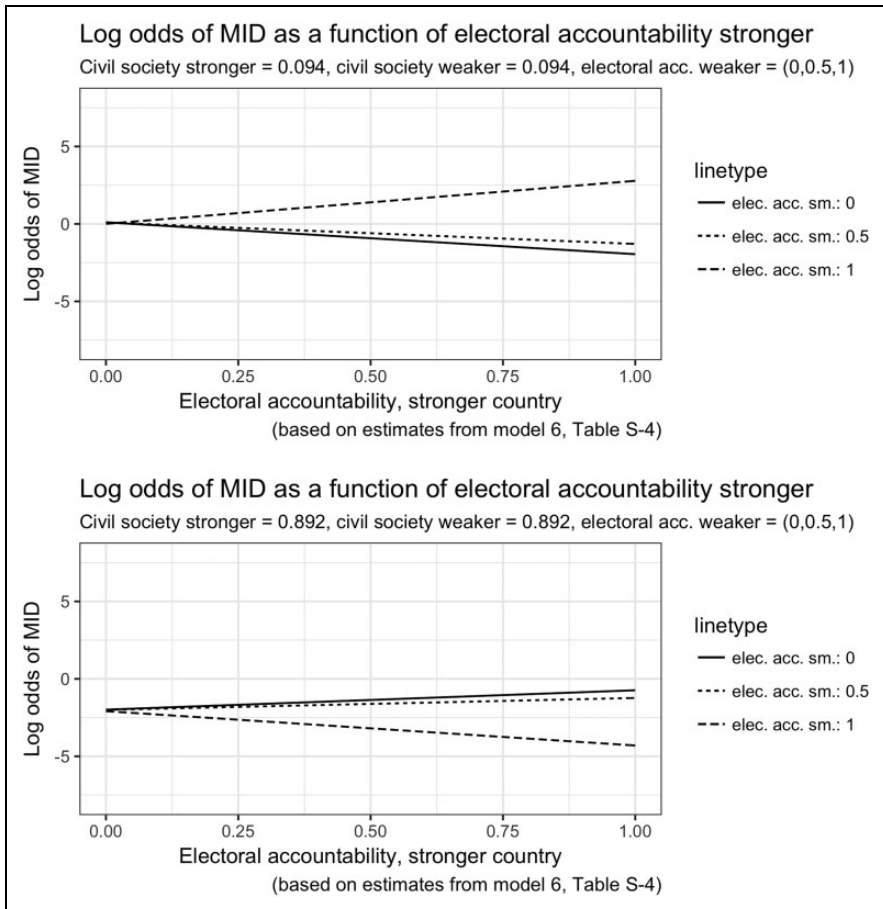 Log odds of MID as a function of electoral accountability stronger
Civil society stronger = 0.094, civil society weaker = 0.094, electoral acc. weaker = (0,0.5,1)
Log odds of MID
5
0
-5
0.00 0.25 0.50 0.75 1.00
Electoral accountability, stronger country
(based on estimates from model 6, Table S-4)
linetype
elec. acc. sm.: 0
elec. acc. sm.: 0.5
elec. acc. sm.: 1
Log odds of MID as a function of electoral accountability stronger
Civil society stronger = 0.892, civil society weaker = 0.892, electoral acc. weaker = (0,0.5,1)
Log odds of MID
5
0
-5
0.00 0.25 0.50 0.75 1.00
Electoral accountability, stronger country
(based on estimates from model 6, Table S-4)
linetype
elec. acc. sm.: 0
elec. acc. sm.: 0.5
elec. acc. sm.: 1